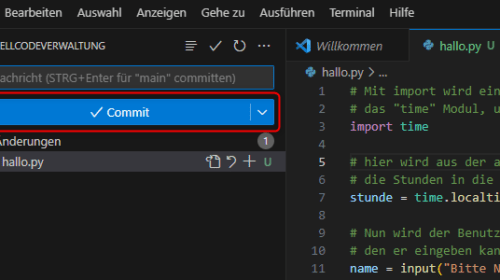 Bearbeiten Auswahl Anzeigen Gehe zu Ausführen Terminal Hilfe
ELLCODEVERWALTUNG
achricht (STRG+Enter für "main" committen)
Commit
Änderungen 1
hallo.py U
Willkommen hallo.py U
hallo.py > ...
1 # Mit import wird ein
2 # das "time" Modul, u
3 import time
4
5 # hier wird aus der a
6 # die Stunden in die
7 stunde = time.localti
8
9 # Nun wird der Benutz
10 # den er eingeben kan
11 name = input("Bitte N